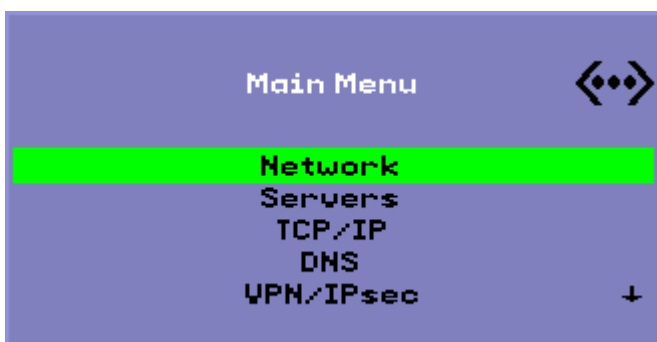 Main Menu
Network
Servers
TCP/IP
DNS
VPN/IPsec